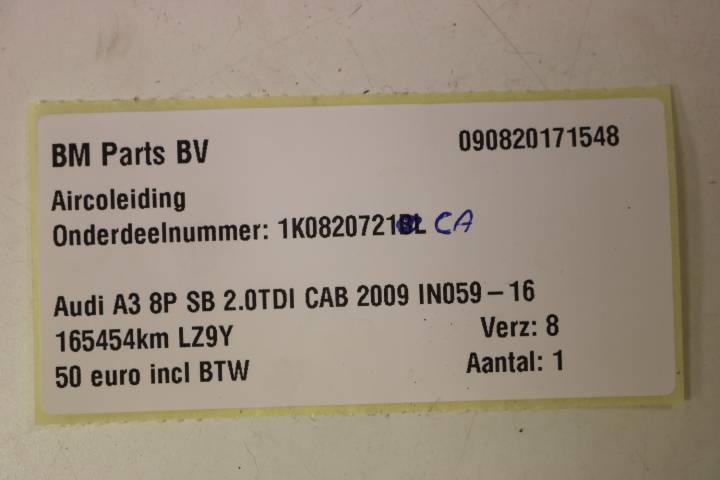 BM Parts BV 090820171548
Aircoleiding
Onderdeelnummer: 1K0820721BL CA
Audi A3 8P SB 2.0TDI CAB 2009 IN059-16
165454km LZ9Y Verz: 8
50 euro incl BTW Aantal: 1